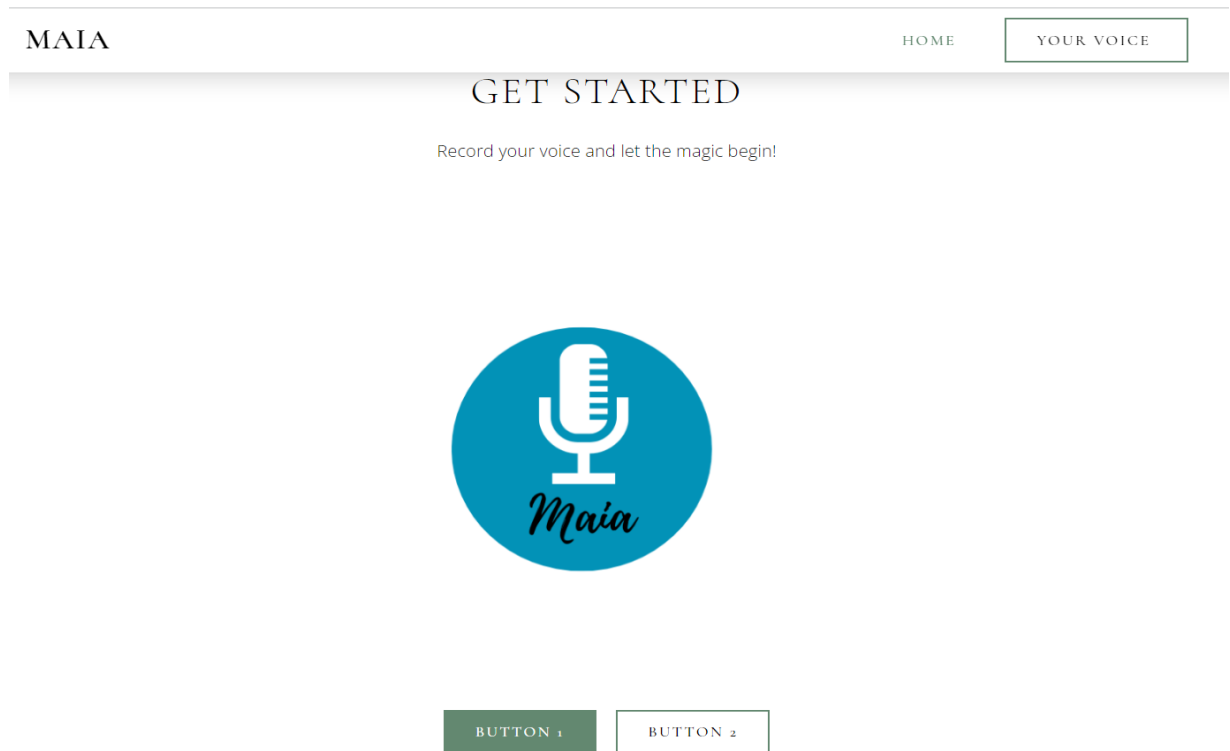 MAIA
HOME
YOUR VOICE
GET STARTED
Record your voice and let the magic begin!
Maia
BUTTON 1
BUTTON 2